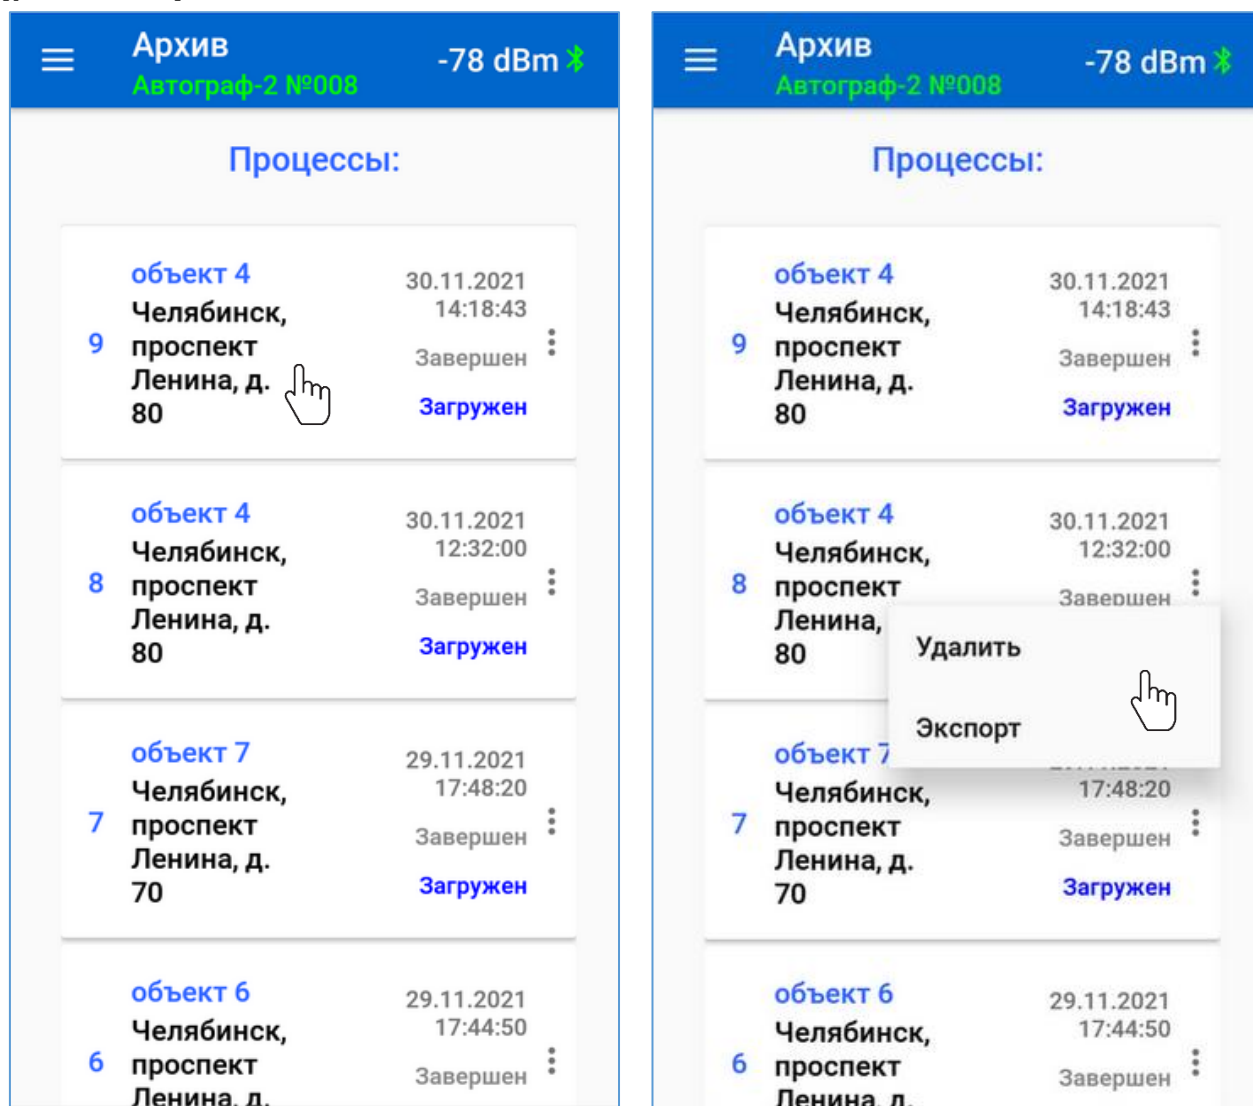 Архив
-78 dBm
Автограф-2 №008
Процессы:
объект 4
30.11.2021
Челябинск,
14:18:43
9
проспект
Завершен
Ленина, д.
80
Загружен
объект 4
30.11.2021
Челябинск,
12:32:00
8
проспект
Завершен
Ленина, д.
80
Загружен
объект 7
29.11.2021
Челябинск,
17:48:20
7
проспект
Завершен
Ленина, д.
70
Загружен
объект 6
29.11.2021
Челябинск,
17:44:50
6
проспект
Завершен
Ленина, д.
Архив
-78 dBm
Автограф-2 №008
Процессы:
объект 4
30.11.2021
Челябинск,
14:18:43
9
проспект
Завершен
Ленина, д.
80
Загружен
объект 4
30.11.2021
Челябинск,
12:32:00
8
проспект
Завершен
Ленина,
80
Удалить
Экспорт
объект 7
Челябинск,
17:48:20
7
проспект
Завершен
Ленина, д.
70
Загружен
объект 6
29.11.2021
Челябинск,
17:44:50
6
проспект
Завершен
Ленина, д.